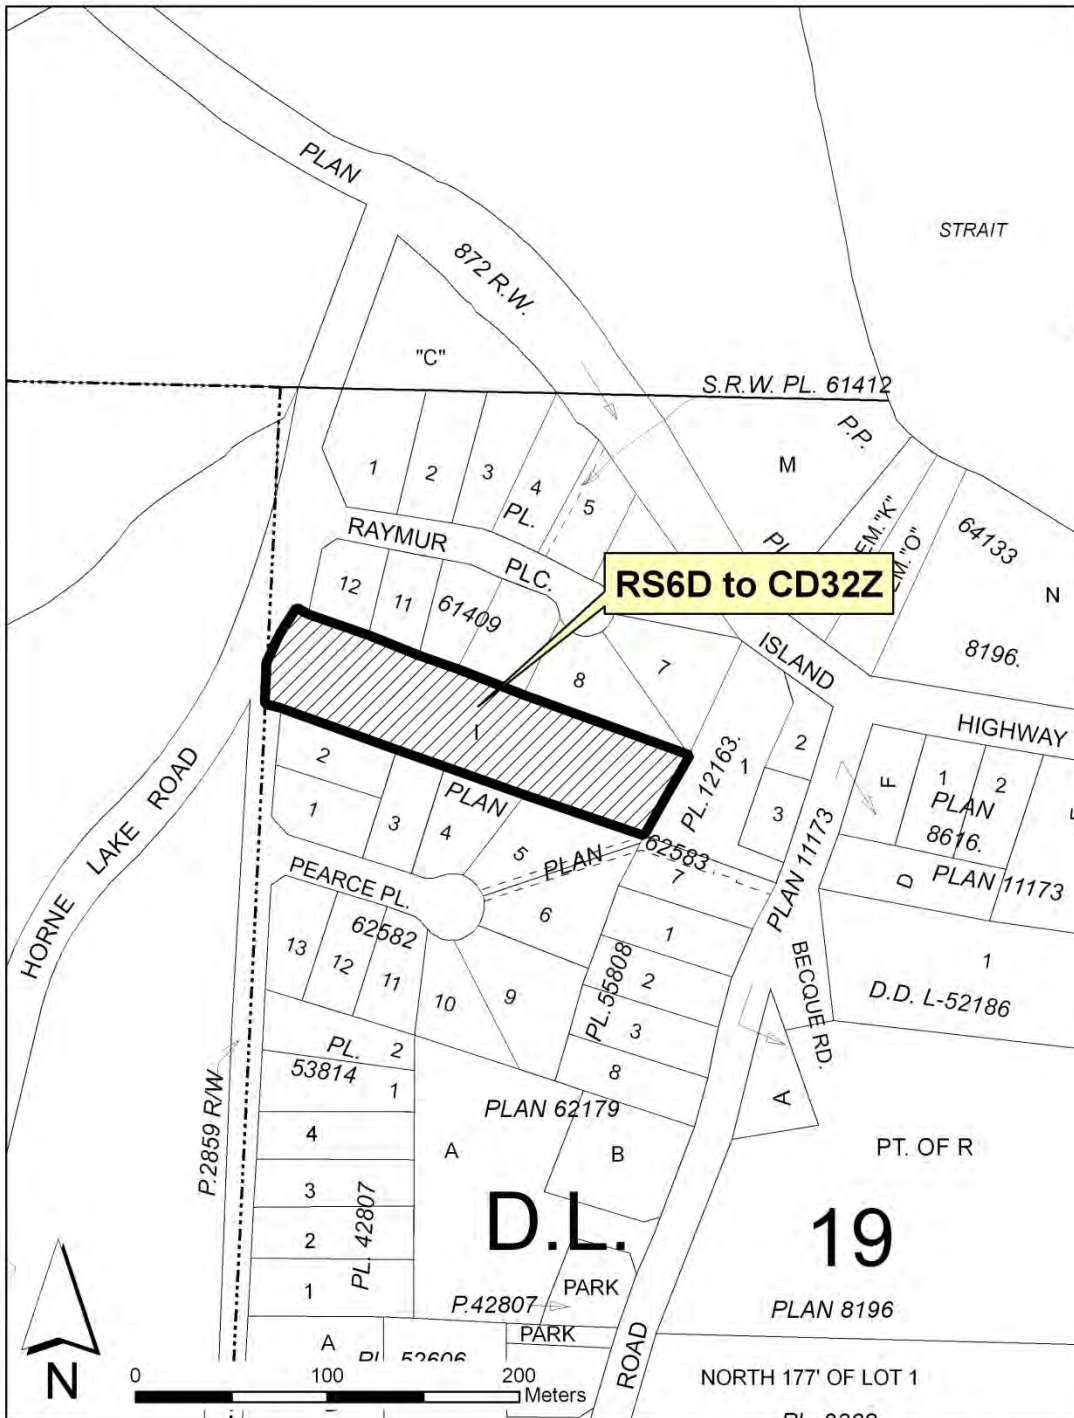 PLAN
872 R.W.
STRAIT
"C"
S.R.W. PL. 61412
P.P.
M
1
2
3
4
5
PL.
EM. "K"
EM. "O"
64133
N
RAYMUR
PLC.
12
11
61409
RS6D to CD32Z
8196.
ISLAND
HIGHWAY
8
7
I
PL. 12163.
1
2
3
2
1
3
4
5
PLAN
PLAN
62583
F
1
2
PLAN
8616.
D
PLAN 11173
PLAN 11173
HORNE LAKE ROAD
PEARCE PL.
62582
13
12
11
10
9
6
7
1
2
3
8
PL. 55808
BECQUE RD.
1
D.D. L-52186
PL. 2
53814
1
4
3
2
1
PL. 42807
P.2859 R/W
PLAN 62179
A
B
A
PT. OF R
D.L.
19
P.42807
PARK
PARK
PLAN 8196
ROAD
NORTH 177' OF LOT 1
A
52606
N
0 100 200
Meters